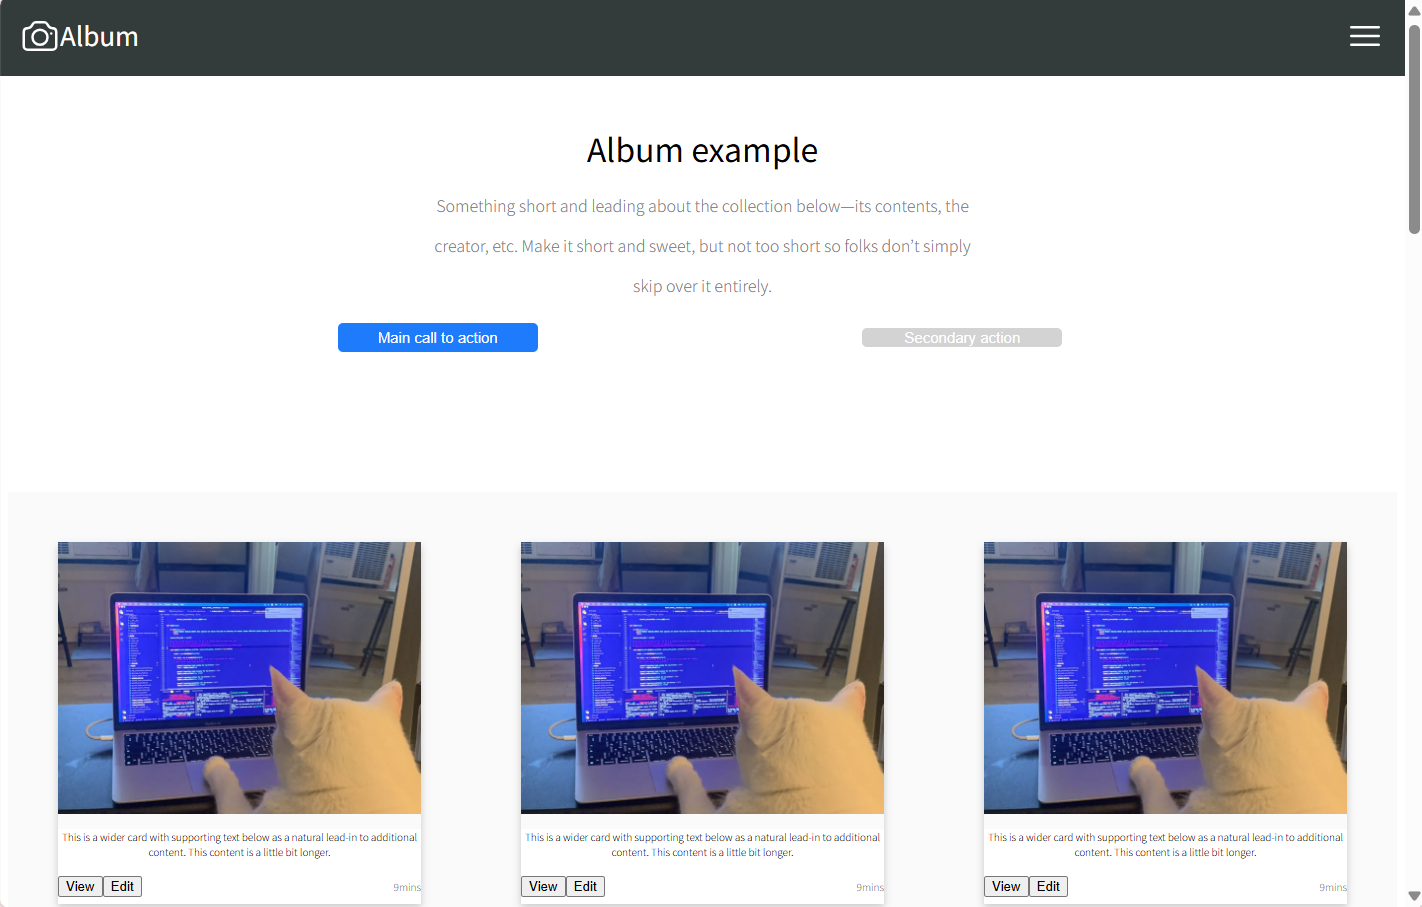 Album
Album example
Something short and leading about the collection below—its contents, the
creator, etc. Make it short and sweet, but not too short so folks don’t simply
skip over it entirely.
Main call to action
Secondary action
This is a wider card with supporting text below as a natural lead-in to additional
content. This content is a little bit longer.
View
Edit
9mins
This is a wider card with supporting text below as a natural lead-in to additional
content. This content is a little bit longer.
View
Edit
9mins
This is a wider card with supporting text below as a natural lead-in to additional
content. This content is a little bit longer.
View
Edit
9mins